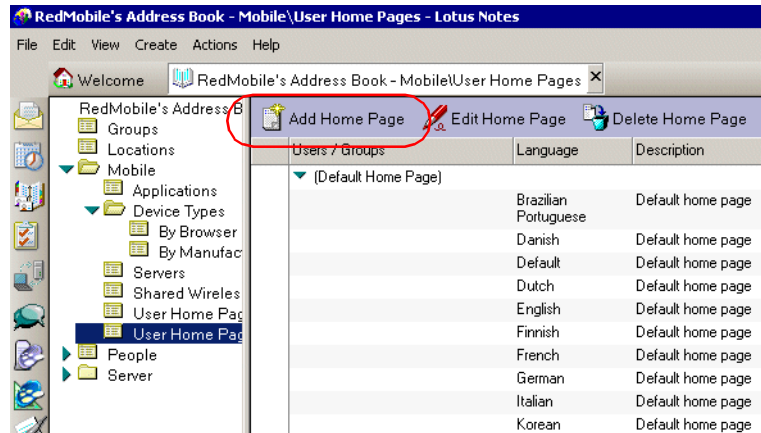 RedMobile's Address Book - Mobile\User Home Pages - Lotus Notes
File Edit View Create Actions Help
Welcome RedMobile's Address Book - Mobile\User Home Pages
RedMobile's Address B
Groups
Locations
Mobile
Applications
Device Types
By Browser
By Manufac
Servers
Shared Wireles
User Home Pag
User Home Pag
People
Server
Add Home Page Edit Home Page Delete Home Page
Users / Groups Language Description
(Default Home Page)
Brazilian Default home page
Portuguese
Danish Default home page
Default Default home page
Dutch Default home page
English Default home page
Finnish Default home page
French Default home page
German Default home page
Italian Default home page
Korean Default home page